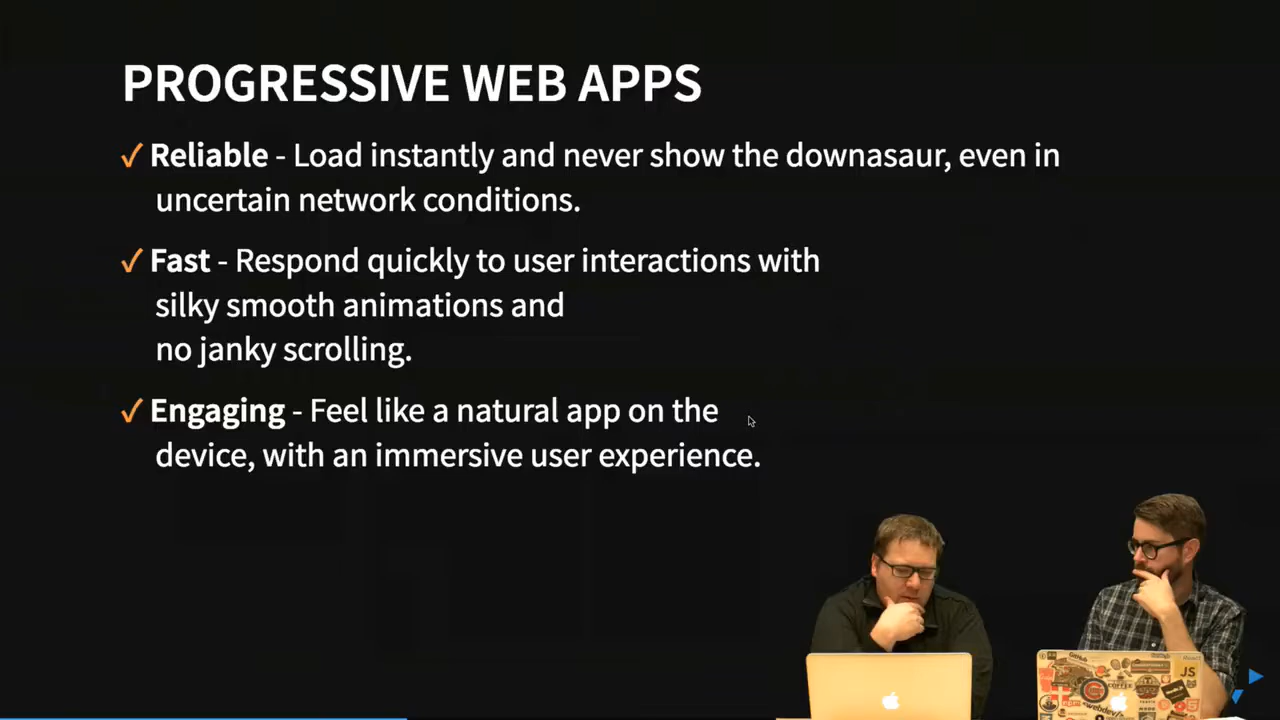 PROGRESSIVE WEB APPS
✓ Reliable - Load instantly and never show the downasaur, even in
uncertain network conditions.
✓ Fast - Respond quickly to user interactions with
silky smooth animations and
no janky scrolling.
✓ Engaging - Feel like a natural app on the
device, with an immersive user experience.
GitHub
JS